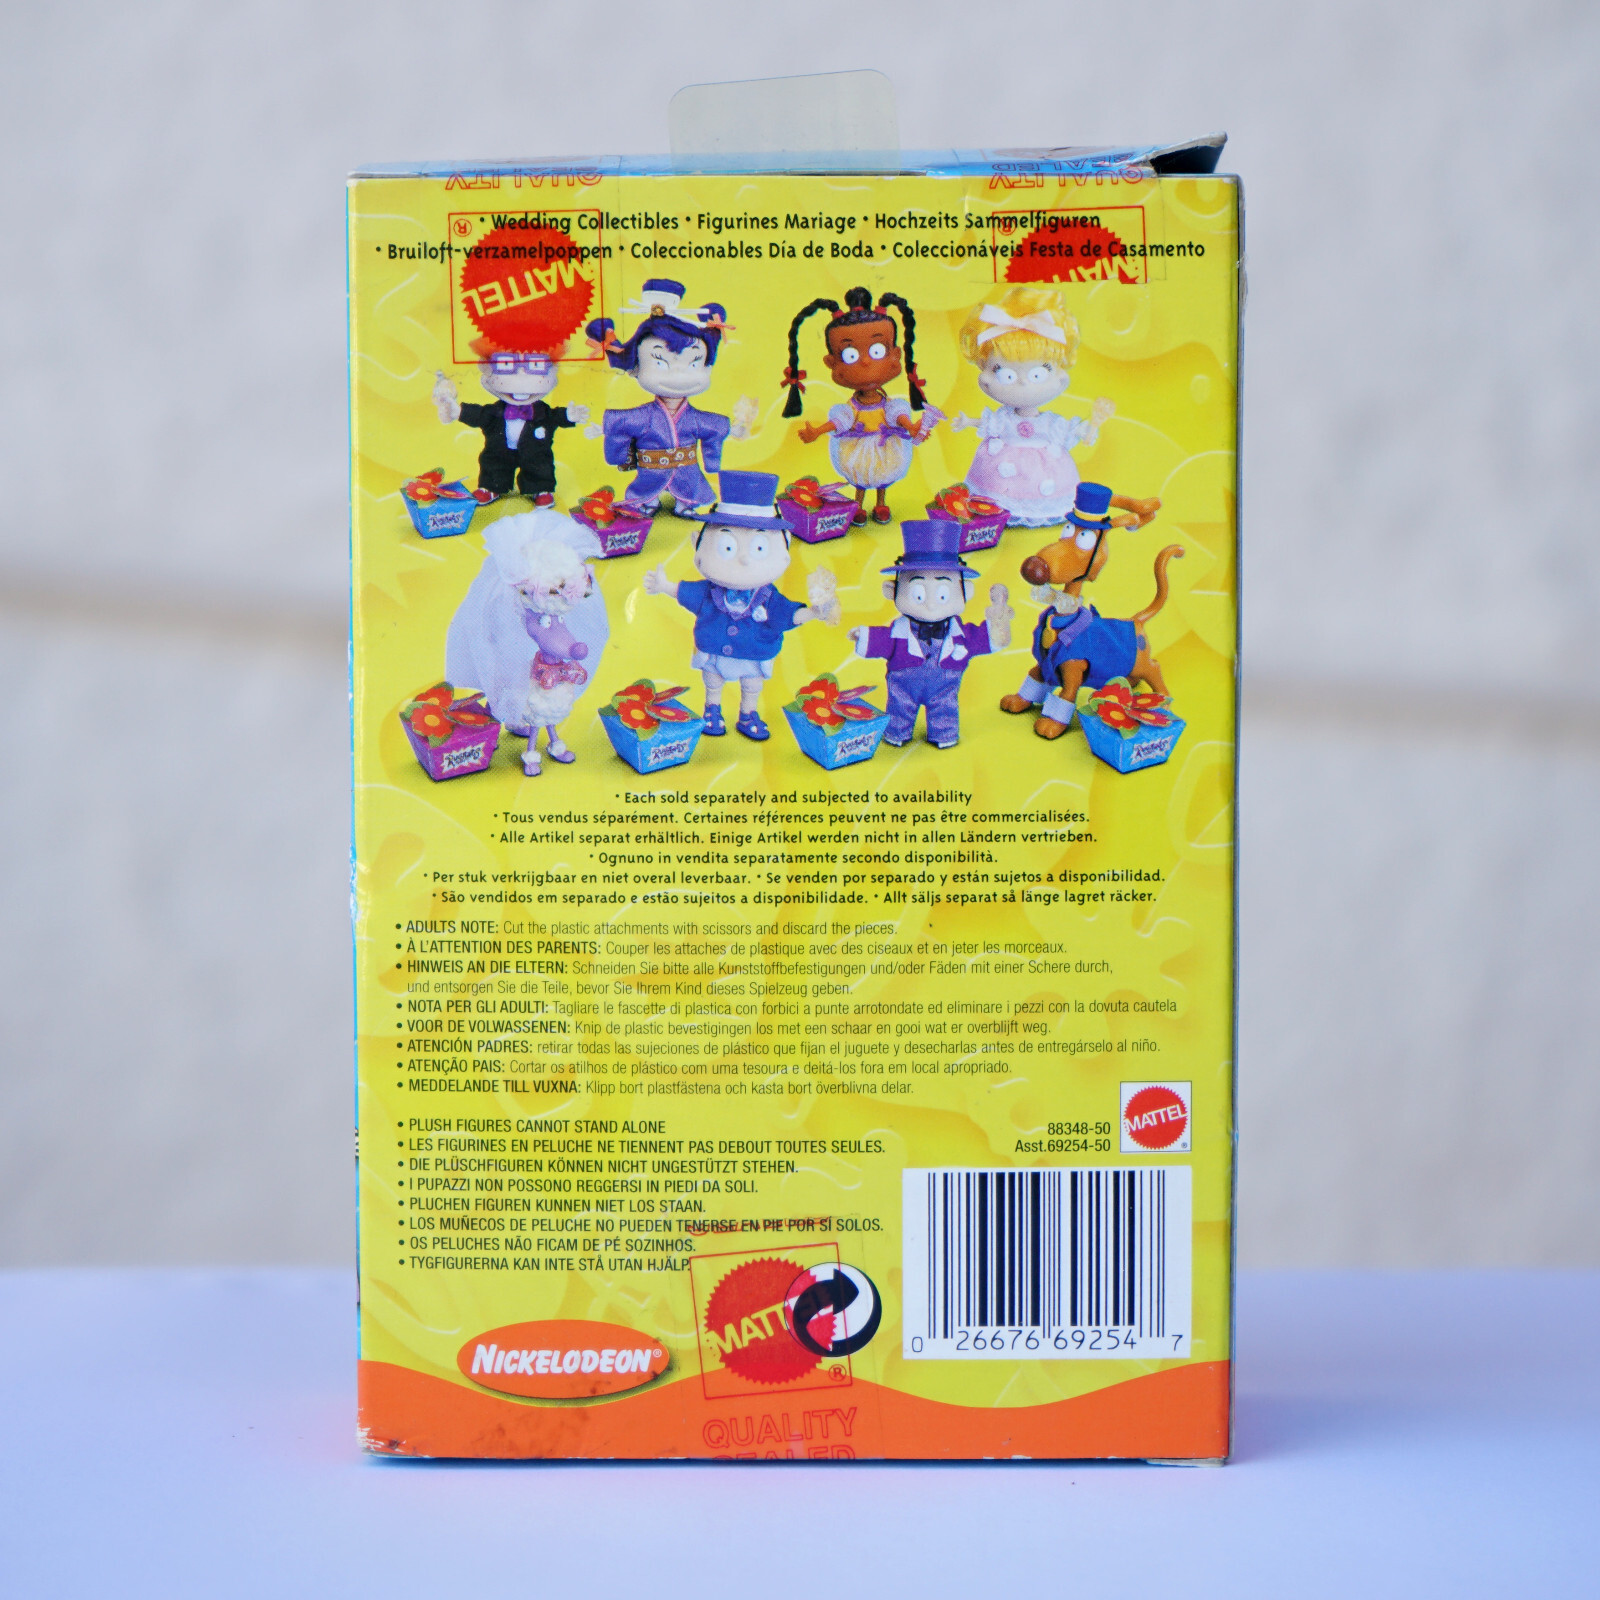 QUALITY
QUALITY
SEALED
• Wedding Collectibles • Figurines Mariage • Hochzeits Sammelfiguren
• Bruiloft-verzamelpoppen • Coleccionables Día de Boda • Coleccionáveis Festa de Casamento
MATTEL
®
MATTEL
®
Rugrats
Rugrats
Rugrats
Rugrats
Rugrats
Rugrats
Rugrats
Rugrats
• Each sold separately and subjected to availability
• Tous vendus séparément. Certaines références peuvent ne pas être commercialisées.
• Alle Artikel separat erhältlich. Einige Artikel werden nicht in allen Ländern vertrieben.
• Ognuno in vendita separatamente secondo disponibilità.
• Per stuk verkrijgbaar en niet overal leverbaar. • Se venden por separado y están sujetos a disponibilidad.
• São vendidos em separado e estão sujeitos a disponibilidade. • Allt säljs separat så länge lagret räcker.
• ADULTS NOTE: Cut the plastic attachments with scissors and discard the pieces.
• À L'ATTENTION DES PARENTS: Couper les attaches de plastique avec des ciseaux et en jeter les morceaux.
• HINWEIS AN DIE ELTERN: Schneiden Sie bitte alle Kunststoffbefestigungen und/oder Fäden mit einer Schere durch,
und entsorgen Sie die Teile, bevor Sie Ihrem Kind dieses Spielzeug geben.
• NOTA PER GLI ADULTI: Tagliare le fascette di plastica con forbici a punte arrotondate ed eliminare i pezzi con la dovuta cautela
• VOOR DE VOLWASSENEN: Knip de plastic bevestigingen los met een schaar en gooi wat er overblijft weg.
• ATENCIÓN PADRES: retirar todas las sujeciones de plástico que fijan el juguete y desecharlas antes de entregárselo al niño.
• ATENÇÃO PAIS: Cortar os atilhos de plástico com uma tesoura e deitá-los fora em local apropriado.
• MEDDELANDE TILL VUXNA: Klipp bort plastfästena och kasta bort överblivna delar.
• PLUSH FIGURES CANNOT STAND ALONE
• LES FIGURINES EN PELUCHE NE TIENNENT PAS DEBOUT TOUTES SEULES.
• DIE PLÜSCHFIGUREN KÖNNEN NICHT UNGESTÜTZT STEHEN.
• I PUPAZZI NON POSSONO REGGERSI IN PIEDI DA SOLI.
• PLUCHEN FIGUREN KUNNEN NIET LOS STAAN.
• LOS MUÑECOS DE PELUCHE NO PUEDEN TENERSE EN PIE POR SÍ SOLOS.
• OS PELUCHES NÃO FICAM DE PÉ SOZINHOS.
• TYGFIGURERNA KAN INTE STÅ UTAN HJÄLP.
88348-50
Asst.69254-50
MATTEL
®
0 26676 69254 7
NICKELODEON®
MATTEL
®
QUALITY
SEALED